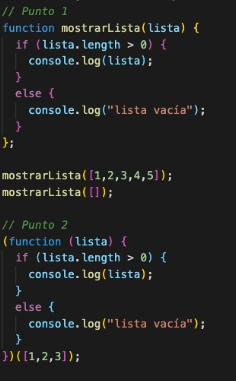 // Punto 1
function mostrarLista(lista) {
  if (lista.length > 0) {
    console.log(lista);
  }
  else {
    console.log("lista vacía");
  }
};

mostrarLista([1,2,3,4,5]);
mostrarLista([]);

// Punto 2
(function (lista) {
  if (lista.length > 0) {
    console.log(lista);
  }
  else {
    console.log("lista vacía");
  }
})([1,2,3]);